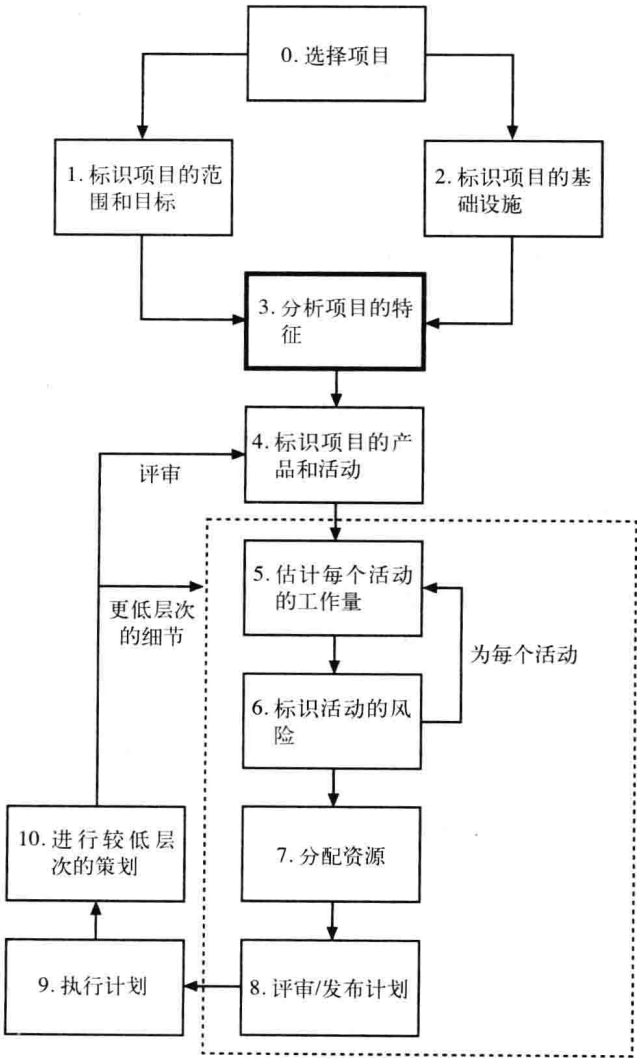 0. 选择项目
1. 标识项目的范
围和目标
2. 标识项目的基
础设施
3. 分析项目的特
征
4. 标识项目的产
品和活动
评审
5. 估计每个活动
的工作量
更低层次
的细节
为每个活动
6. 标识活动的风
险
10. 进行较低层
次的策划
7. 分配资源
9. 执行计划
8. 评审/发布计划